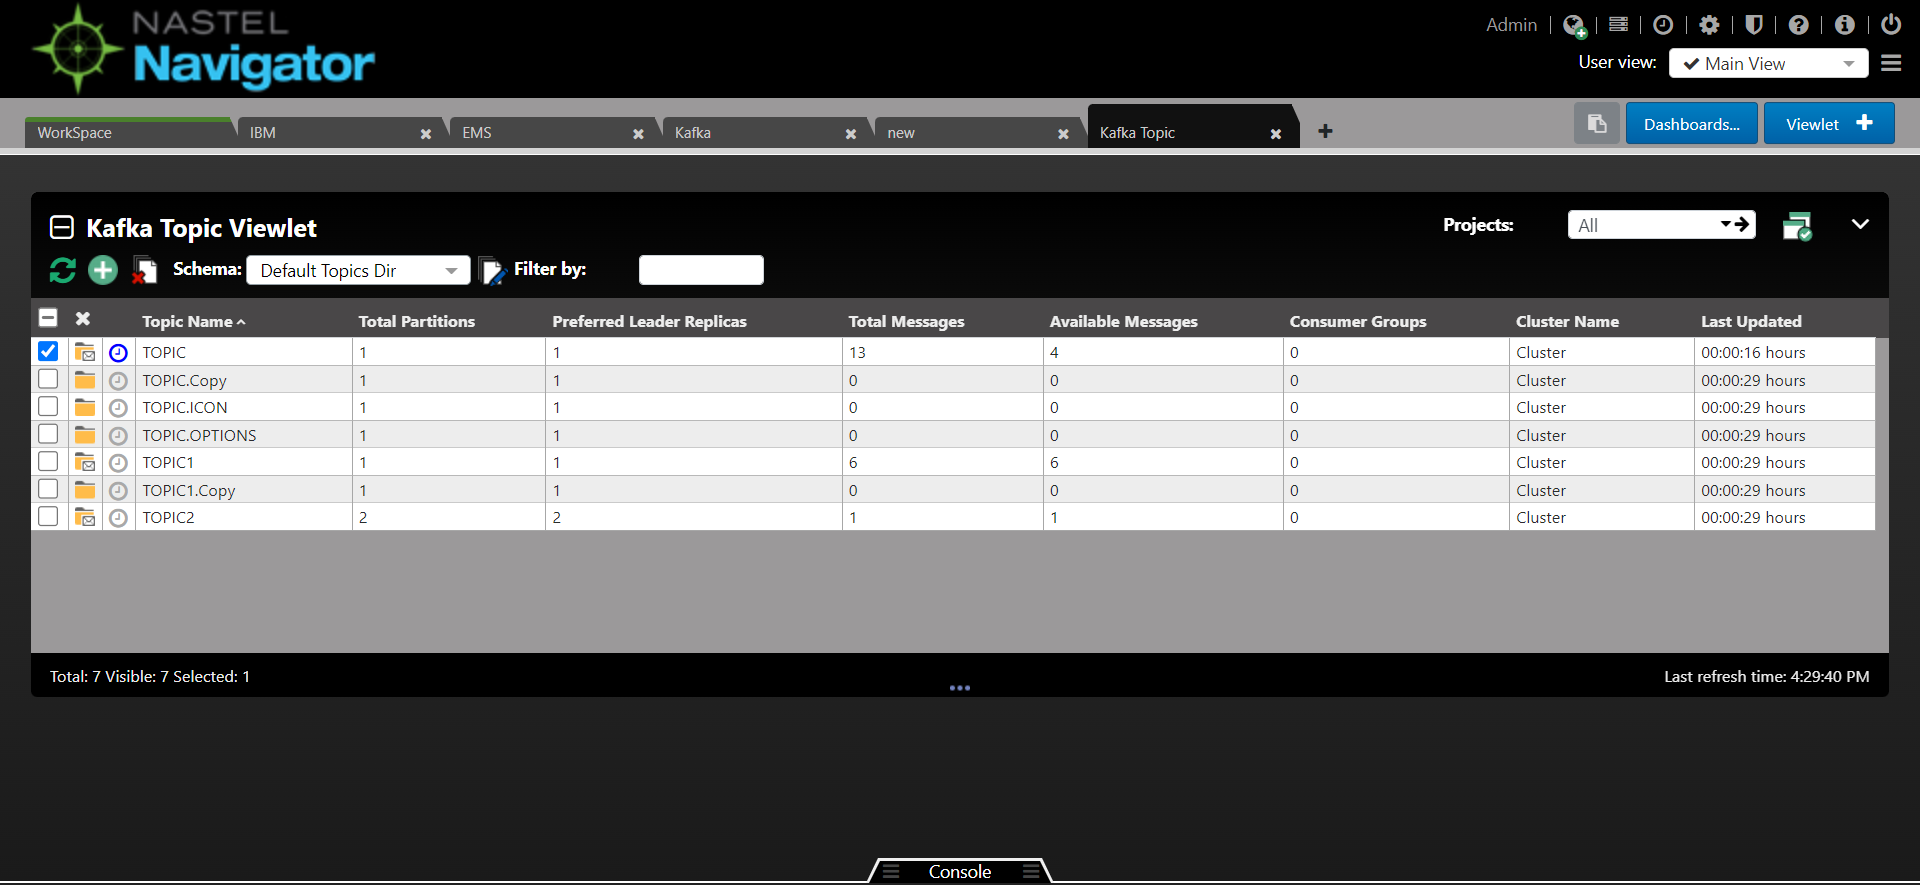 NASTEL
Navigator
Admin
User view: Main View
WorkSpace IBM EMS Kafka new Kafka Topic
Dashboards... Viewlet
Kafka Topic Viewlet
Projects: All
Schema: Default Topics Dir Filter by:
Topic Name Total Partitions Preferred Leader Replicas Total Messages Available Messages Consumer Groups Cluster Name Last Updated
TOPIC 1 1 13 4 0 Cluster 00:00:16 hours
TOPIC.Copy 1 1 0 0 0 Cluster 00:00:29 hours
TOPIC.ICON 1 1 0 0 0 Cluster 00:00:29 hours
TOPIC.OPTIONS 1 1 0 0 0 Cluster 00:00:29 hours
TOPIC1 1 1 6 6 0 Cluster 00:00:29 hours
TOPIC1.Copy 1 1 0 0 0 Cluster 00:00:29 hours
TOPIC2 2 2 1 1 0 Cluster 00:00:29 hours
Total: 7 Visible: 7 Selected: 1
Last refresh time: 4:29:40 PM
Console